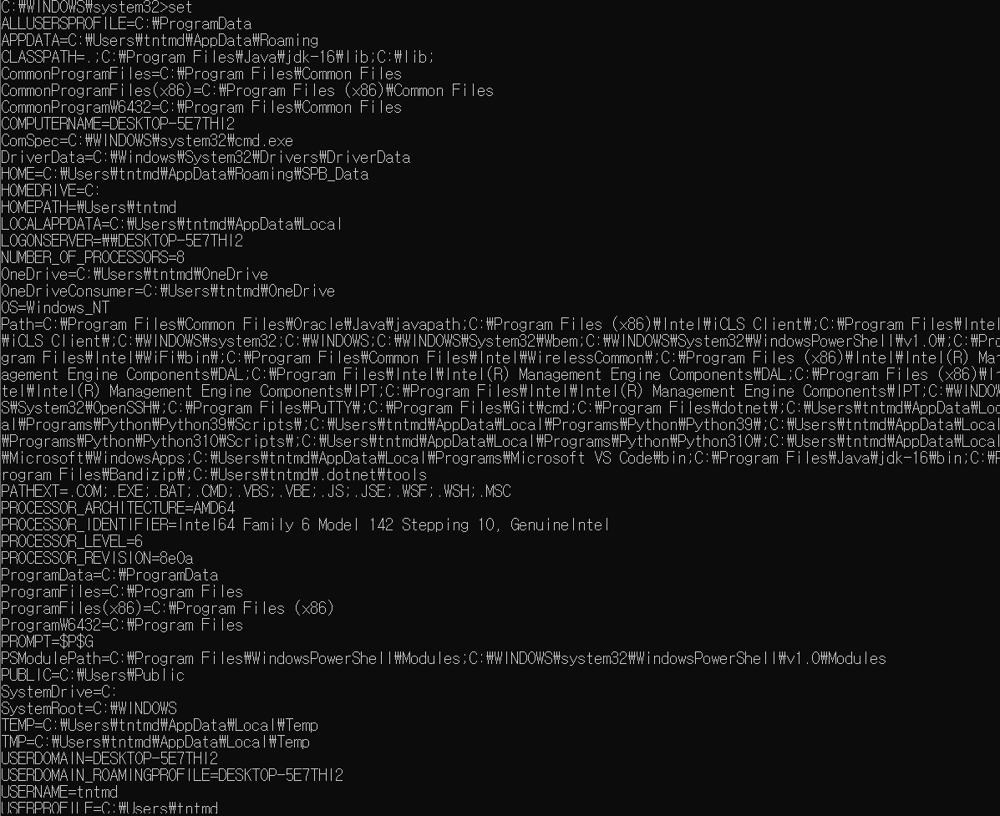 C:₩WINDOWS₩system32>set
ALLUSERSPROFILE=C:₩ProgramData
APPDATA=C:₩Users₩tntmd₩AppData₩Roaming
CLASSPATH=.;C:₩Program Files₩Java₩jdk-16₩lib;C:₩lib;
CommonProgramFiles=C:₩Program Files₩Common Files
CommonProgramFiles(x86)=C:₩Program Files (x86)₩Common Files
CommonProgramW6432=C:₩Program Files₩Common Files
COMPUTERNAME=DESKTOP-5E7THI2
ComSpec=C:₩WINDOWS₩system32₩cmd.exe
DriverData=C:₩Windows₩System32₩Drivers₩DriverData
HOME=C:₩Users₩tntmd₩AppData₩Roaming₩SPB_Data
HOMEDRIVE=C:
HOMEPATH=₩Users₩tntmd
LOCALAPPDATA=C:₩Users₩tntmd₩AppData₩Local
LOGONSERVER=₩₩DESKTOP-5E7THI2
NUMBER_OF_PROCESSORS=8
OneDrive=C:₩Users₩tntmd₩OneDrive
OneDriveConsumer=C:₩Users₩tntmd₩OneDrive
OS=Windows_NT
Path=C:₩Program Files₩Common Files₩Oracle₩Java₩javapath;C:₩Program Files (x86)₩Intel₩iCLS Client₩;C:₩Program Files₩Intel
₩iCLS Client₩;C:₩WINDOWS₩system32;C:₩WINDOWS;C:₩WINDOWS₩System32₩Wbem;C:₩WINDOWS₩System32₩WindowsPowerShell₩v1.0₩;C:₩Pro
gram Files₩Intel₩WiFi₩bin₩;C:₩Program Files₩Common Files₩Intel₩WirelessCommon₩;C:₩Program Files (x86)₩Intel₩Intel(R) Man
agement Engine Components₩DAL;C:₩Program Files₩Intel₩Intel(R) Management Engine Components₩DAL;C:₩Program Files (x86)₩In
tel₩Intel(R) Management Engine Components₩IPT;C:₩Program Files₩Intel₩Intel(R) Management Engine Components₩IPT;C:₩WINDOW
S₩System32₩OpenSSH₩;C:₩Program Files₩PuTTY₩;C:₩Program Files₩Git₩cmd;C:₩Program Files₩dotnet₩;C:₩Users₩tntmd₩AppData₩Loc
al₩Programs₩Python₩Python39₩Scripts₩;C:₩Users₩tntmd₩AppData₩Local₩Programs₩Python₩Python39₩;C:₩Users₩tntmd₩AppData₩Local
₩Programs₩Python₩Python310₩Scripts₩;C:₩Users₩tntmd₩AppData₩Local₩Programs₩Python₩Python310₩;C:₩Users₩tntmd₩AppData₩Local
₩Microsoft₩WindowsApps;C:₩Users₩tntmd₩AppData₩Local₩Programs₩Microsoft VS Code₩bin;C:₩Program Files₩Java₩jdk-16₩bin;C:₩P
rogram Files₩Bandizip₩;C:₩Users₩tntmd₩.dotnet₩tools
PATHEXT=.COM;.EXE;.BAT;.CMD;.VBS;.VBE;.JS;.JSE;.WSF;.WSH;.MSC
PROCESSOR_ARCHITECTURE=AMD64
PROCESSOR_IDENTIFIER=Intel64 Family 6 Model 142 Stepping 10, GenuineIntel
PROCESSOR_LEVEL=6
PROCESSOR_REVISION=8e0a
ProgramData=C:₩ProgramData
ProgramFiles=C:₩Program Files
ProgramFiles(x86)=C:₩Program Files (x86)
ProgramW6432=C:₩Program Files
PROMPT=$P$G
PSModulePath=C:₩Program Files₩WindowsPowerShell₩Modules;C:₩WINDOWS₩system32₩WindowsPowerShell₩v1.0₩Modules
PUBLIC=C:₩Users₩Public
SystemDrive=C:
SystemRoot=C:₩WINDOWS
TEMP=C:₩Users₩tntmd₩AppData₩Local₩Temp
TMP=C:₩Users₩tntmd₩AppData₩Local₩Temp
USERDOMAIN=DESKTOP-5E7THI2
USERDOMAIN_ROAMINGPROFILE=DESKTOP-5E7THI2
USERNAME=tntmd
USERPROFILE=C:₩Users₩tntmd